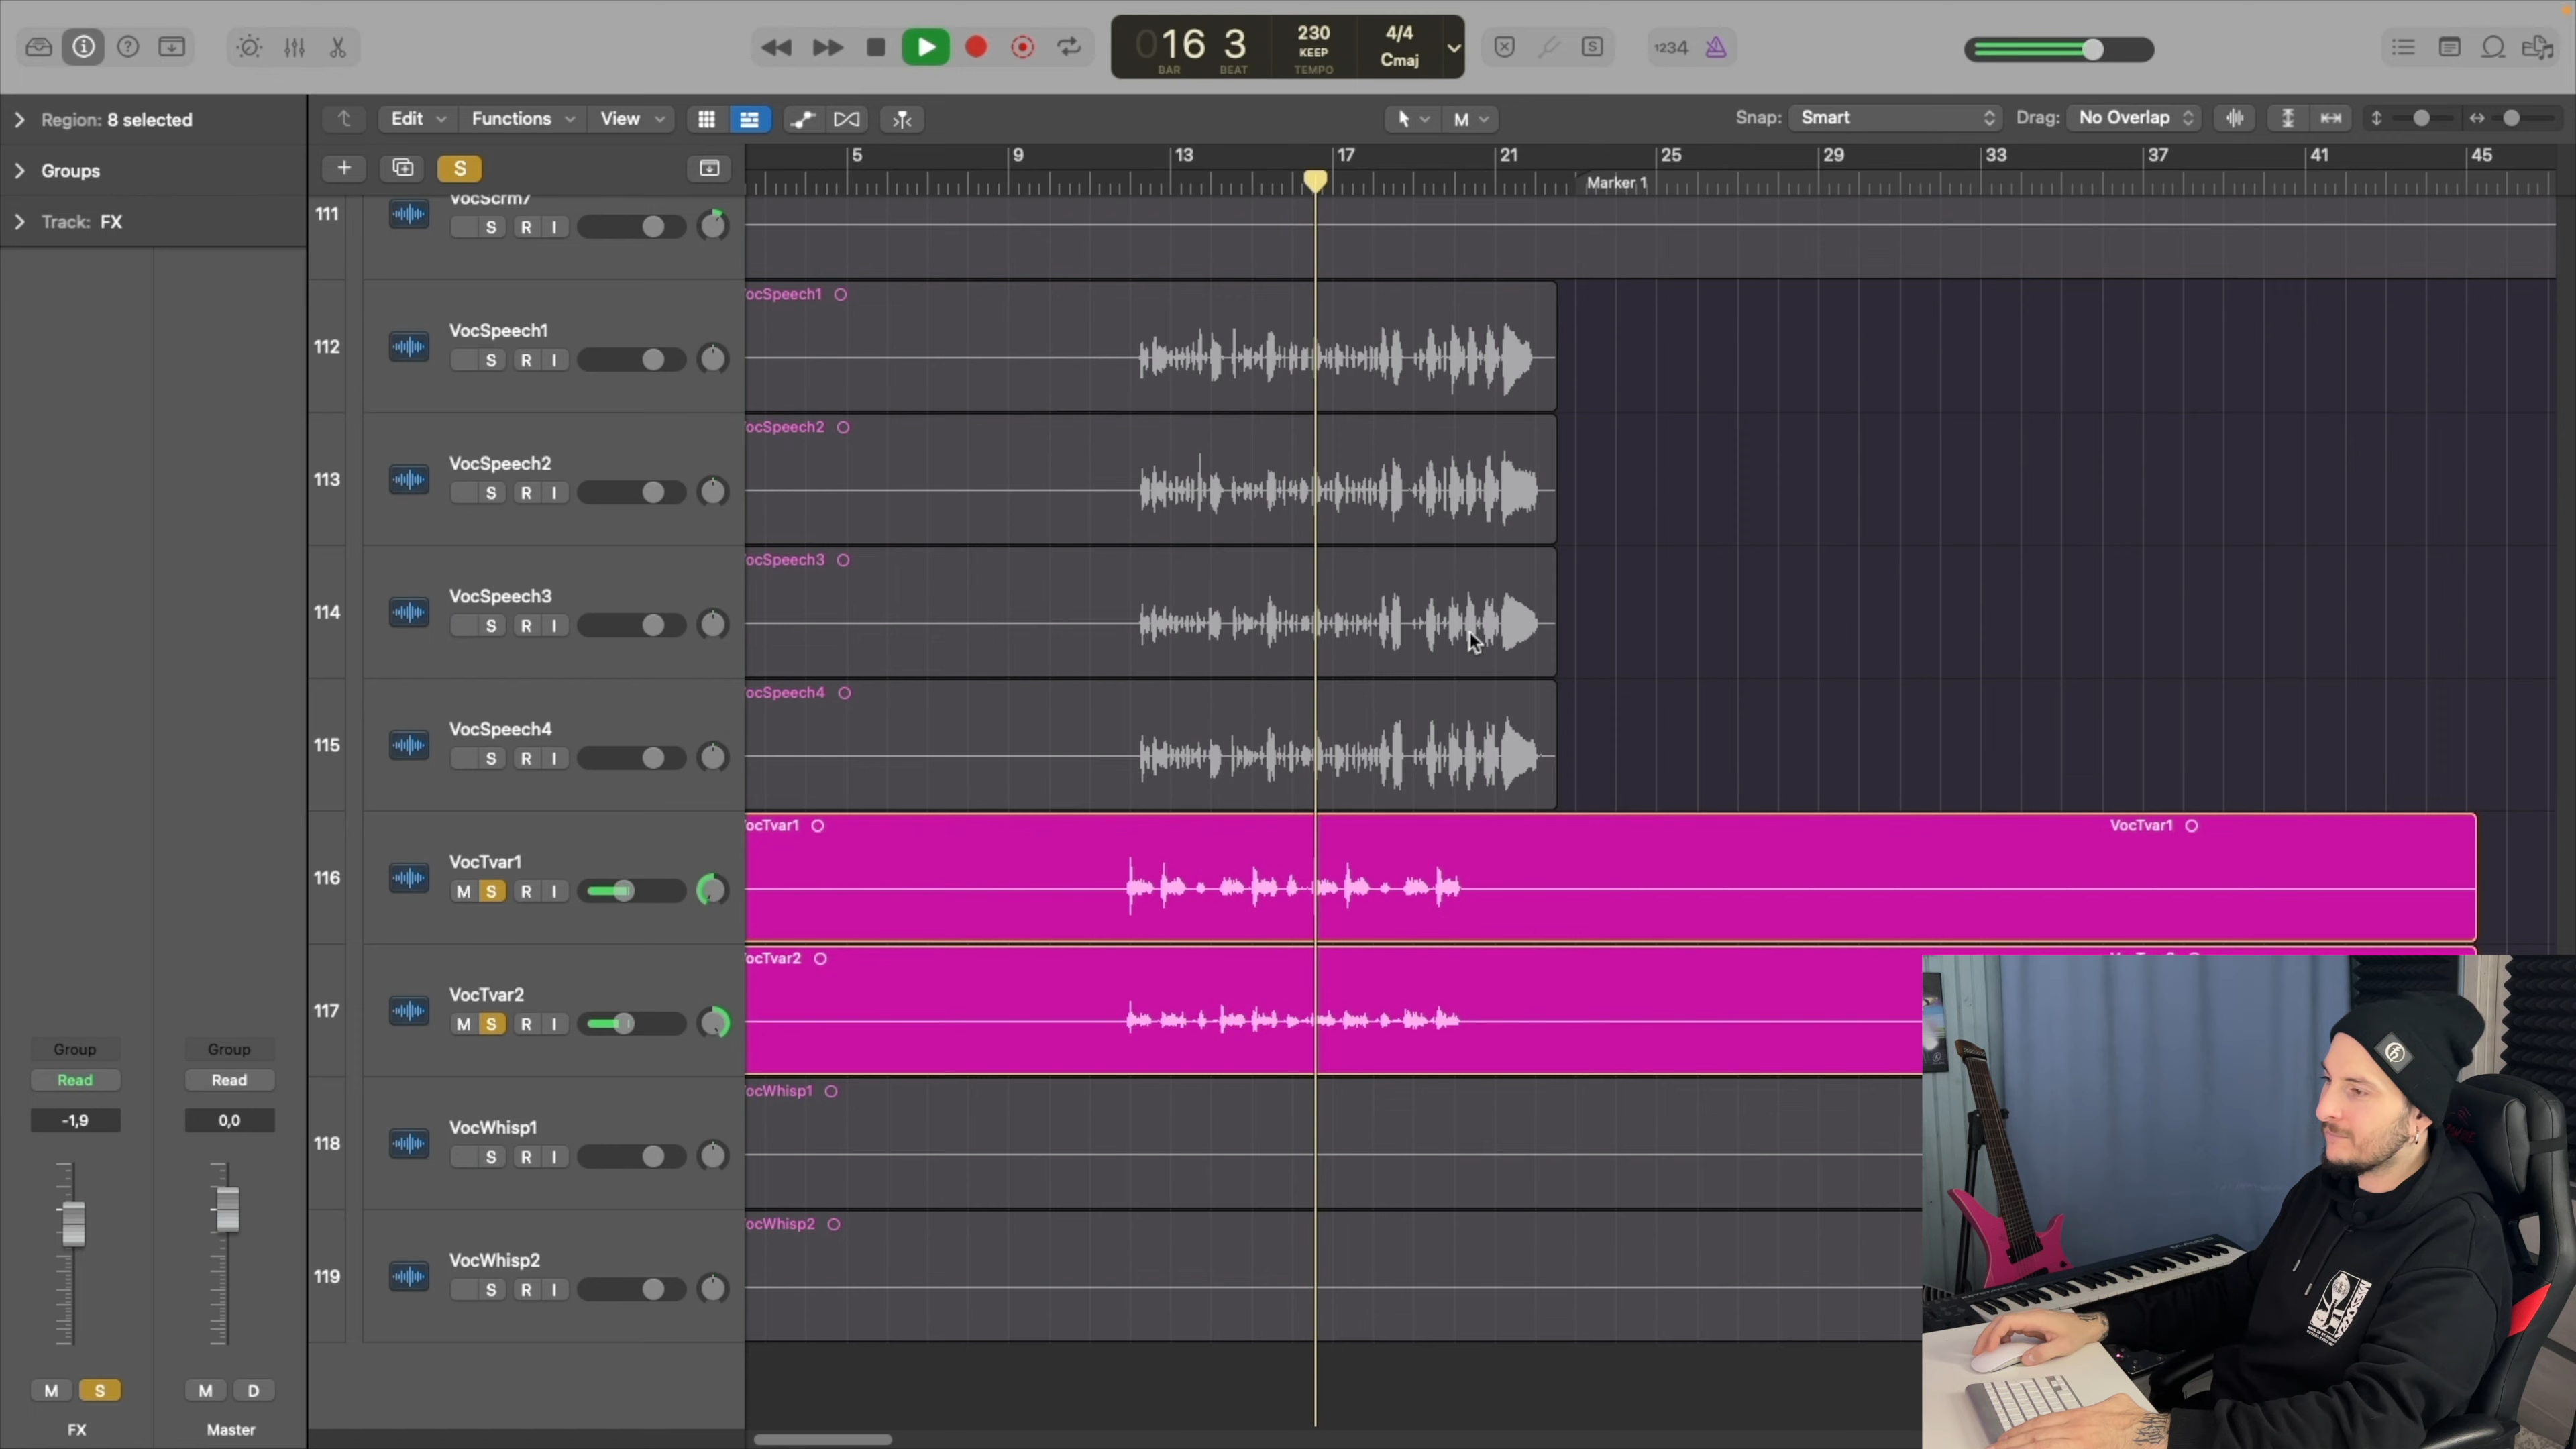 016 3
BAR BEAT
230
KEEP
TEMPO
4/4
Cmaj
1234
Region: 8 selected
Groups
Track: FX
Edit
Functions
View
M
Snap: Smart
Drag: No Overlap
S
5 9 13 17 21 25 29 33 37 41 45
Marker 1
111
VocScrm7
S R I
112
VocSpeech1
S R I
ocSpeech1
113
VocSpeech2
S R I
ocSpeech2
114
VocSpeech3
S R I
ocSpeech3
115
VocSpeech4
S R I
ocSpeech4
116
VocTvar1
M S R I
ocTvar1
VocTvar1
117
VocTvar2
M S R I
ocTvar2
118
VocWhisp1
S R I
ocWhisp1
119
VocWhisp2
S R I
ocWhisp2
Group
Read
-1,9
M S
FX
Group
Read
0,0
M D
Master